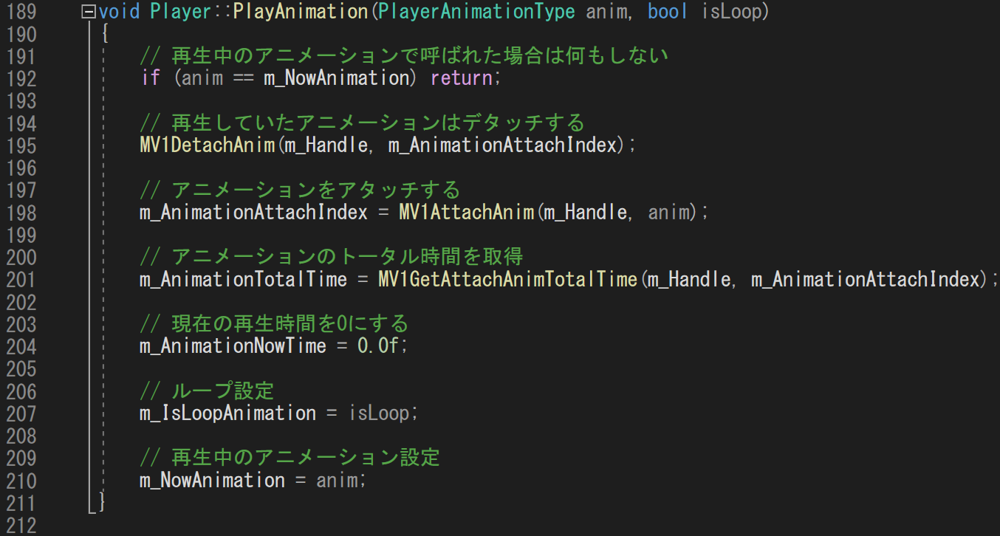 189 void Player::PlayAnimation(PlayerAnimationType anim, bool isLoop)
190 {
191 // 再生中のアニメーションで呼ばれた場合は何もしない
192 if (anim == m_NowAnimation) return;
193
194 // 再生していたアニメーションはデタッチする
195 MV1DetachAnim(m_Handle, m_AnimationAttachIndex);
196
197 // アニメーションをアタッチする
198 m_AnimationAttachIndex = MV1AttachAnim(m_Handle, anim);
199
200 // アニメーションのトータル時間を取得
201 m_AnimationTotalTime = MV1GetAttachAnimTotalTime(m_Handle, m_AnimationAttachIndex);
202
203 // 現在の再生時間を0にする
204 m_AnimationNowTime = 0.0f;
205
206 // ループ設定
207 m_IsLoopAnimation = isLoop;
208
209 // 再生中のアニメーション設定
210 m_NowAnimation = anim;
211 }
212